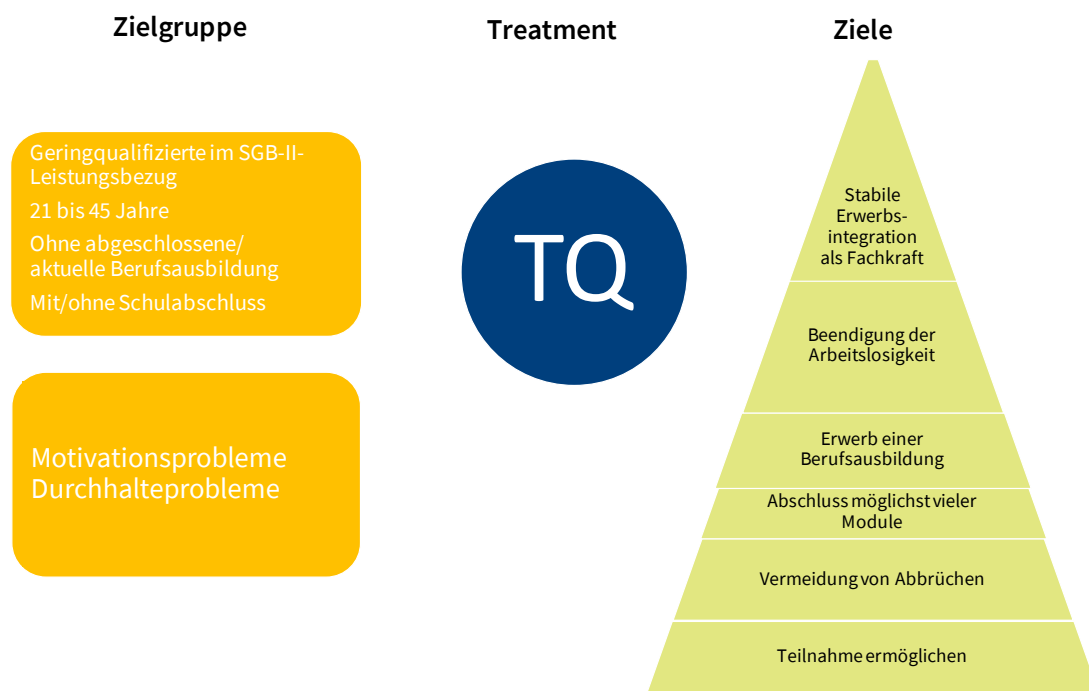 Zielgruppe
Treatment
Ziele
Geringqualifizierte im SGB-II-
Leistungsbezug
21 bis 45 Jahre
Ohne abgeschlossene/
aktuelle Berufsausbildung
Mit/ohne Schulabschluss
Motivationsprobleme
Durchhalteprobleme
TQ
Stabile
Erwerbs-
integration
als Fachkraft
Beendigung der
Arbeitslosigkeit
Erwerb einer
Berufsausbildung
Abschluss möglichst vieler
Module
Vermeidung von Abbrüchen
Teilnahme ermöglichen